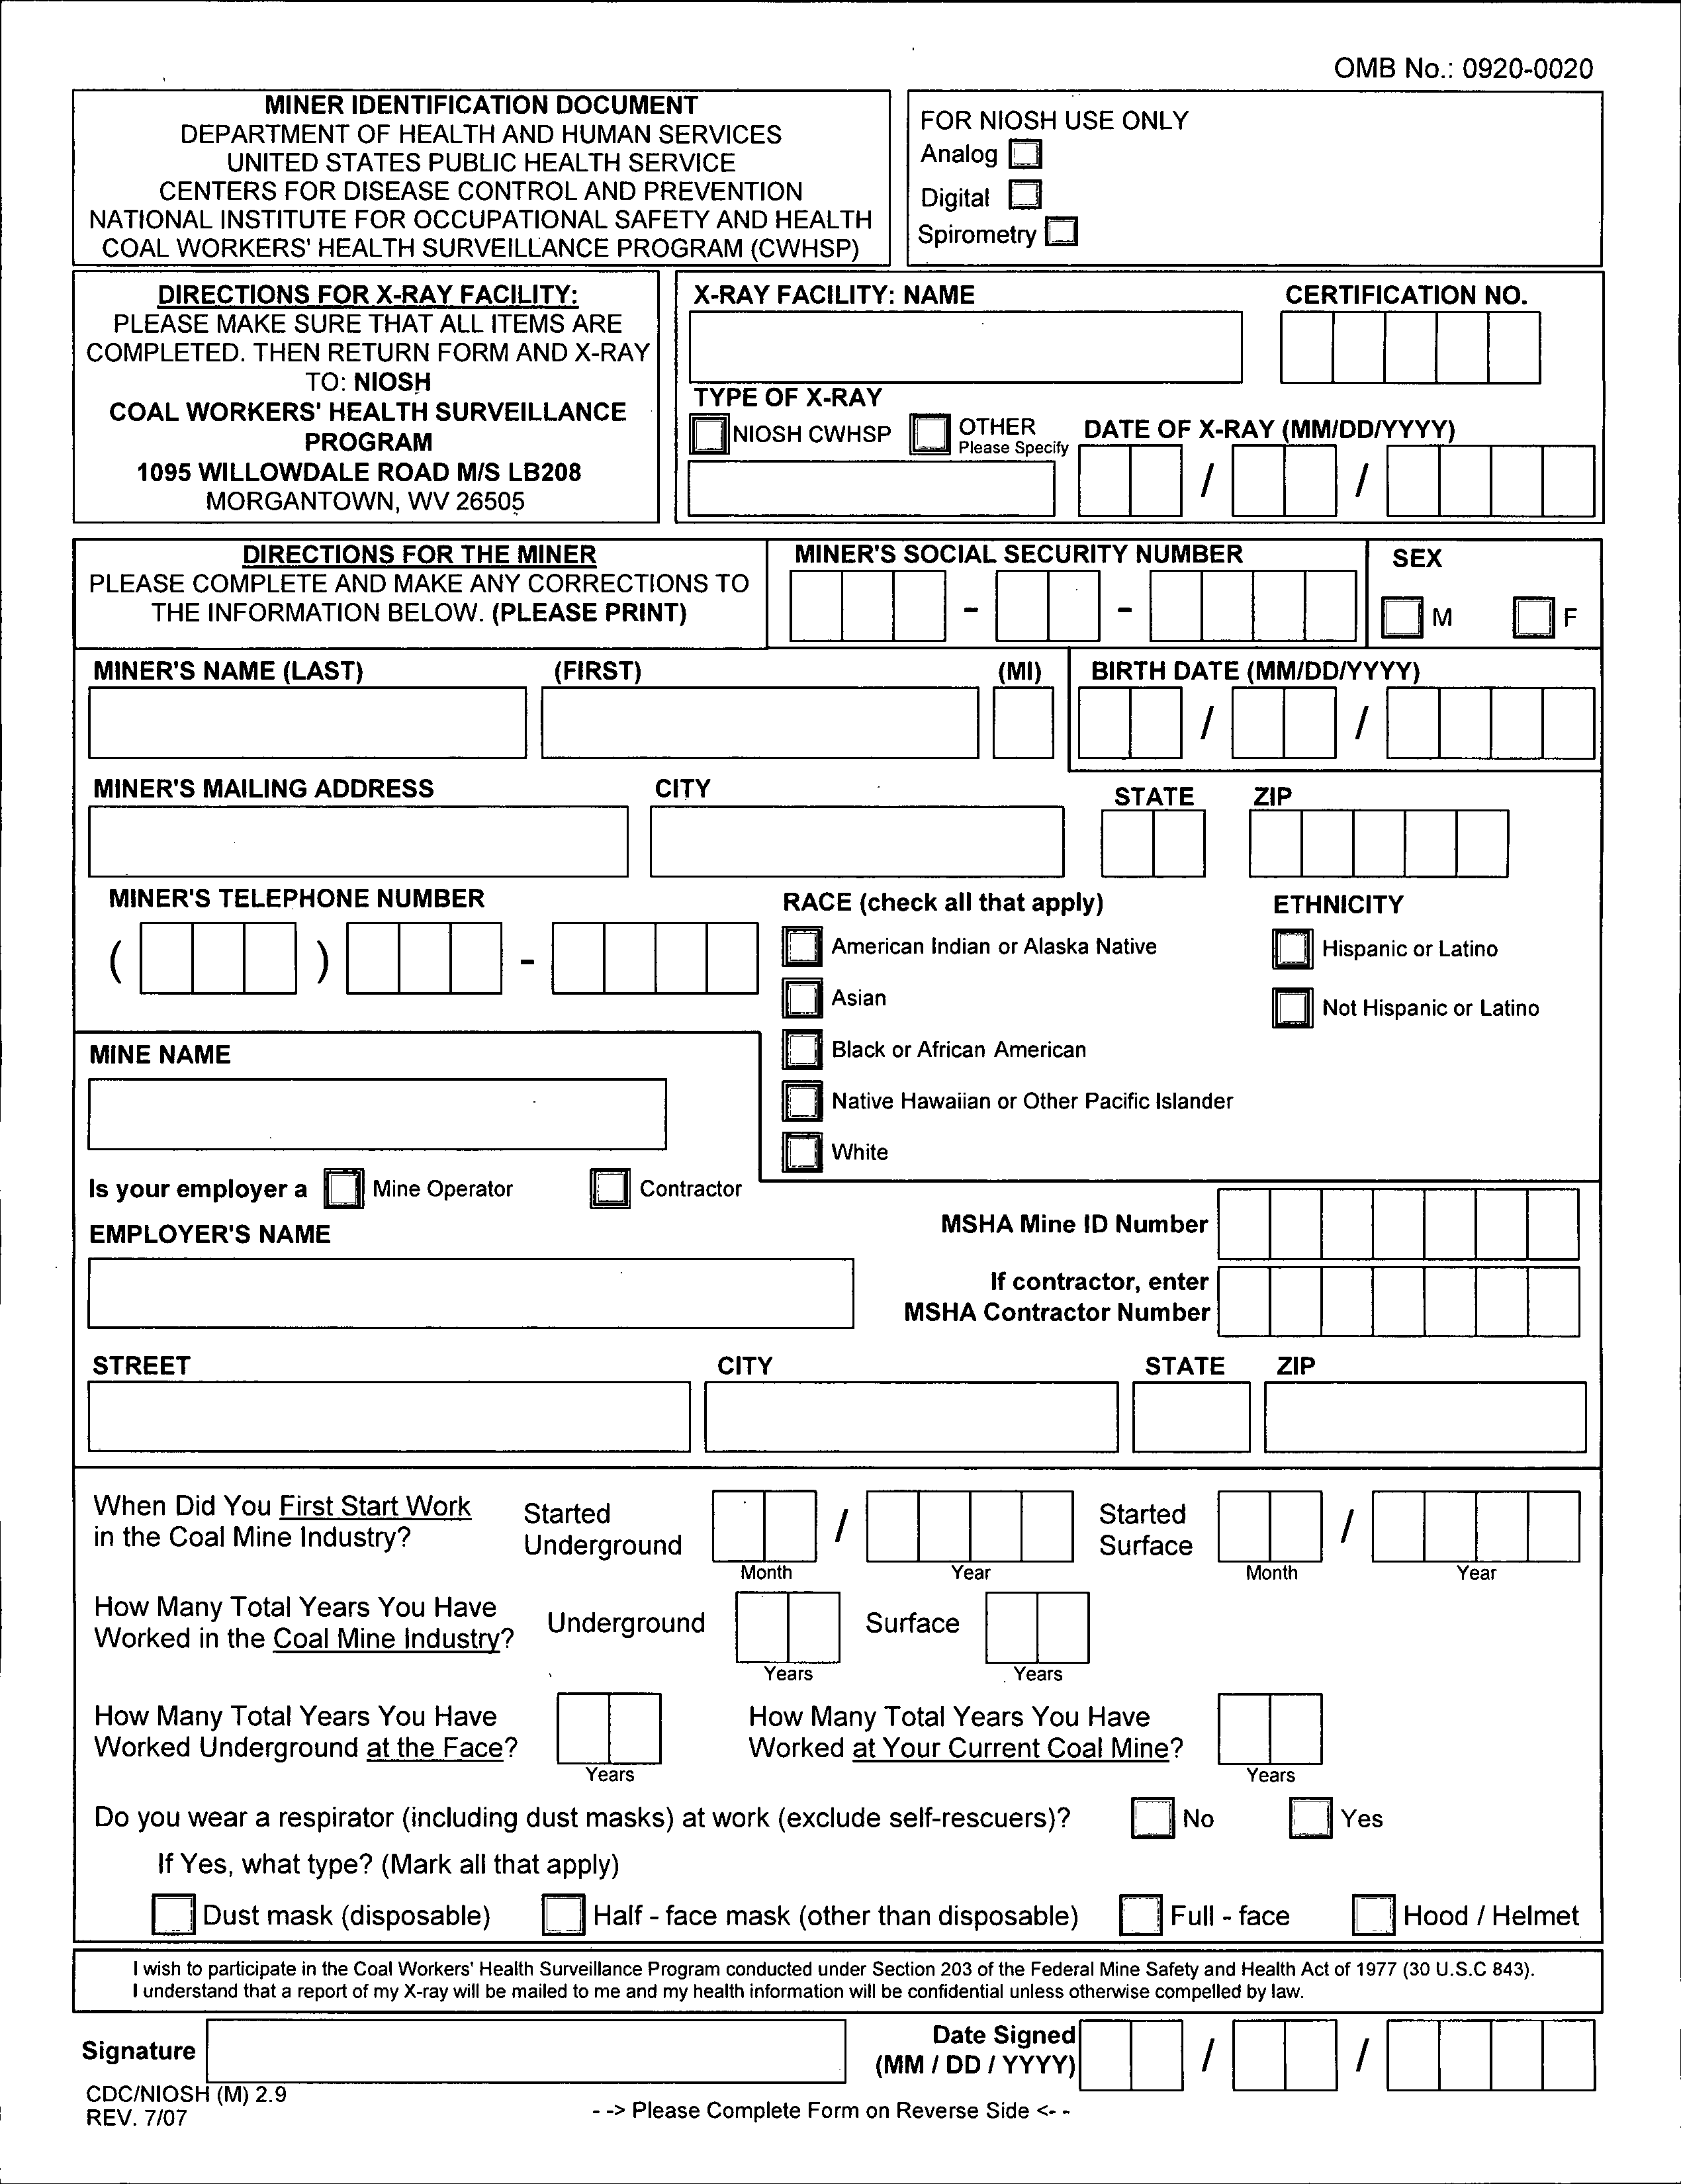 OMB No.: 0920-0020
MINER IDENTIFICATION DOCUMENT
DEPARTMENT OF HEALTH AND HUMAN SERVICES
UNITED STATES PUBLIC HEALTH SERVICE
CENTERS FOR DISEASE CONTROL AND PREVENTION
NATIONAL INSTITUTE FOR OCCUPATIONAL SAFETY AND HEALTH
COAL WORKERS' HEALTH SURVEILLANCE PROGRAM (CWHSP)
FOR NIOSH USE ONLY
Analog
Digital
Spirometry
DIRECTIONS FOR X-RAY FACILITY:
PLEASE MAKE SURE THAT ALL ITEMS ARE
COMPLETED. THEN RETURN FORM AND X-RAY
TO: NIOSH
COAL WORKERS' HEALTH SURVEILLANCE
PROGRAM
1095 WILLOWDALE ROAD M/S LB208
MORGANTOWN, WV 26505
X-RAY FACILITY: NAME CERTIFICATION NO.
TYPE OF X-RAY
NIOSH CWHSP OTHER
Please Specify
DATE OF X-RAY (MM/DD/YYYY)
/ /
DIRECTIONS FOR THE MINER
PLEASE COMPLETE AND MAKE ANY CORRECTIONS TO
THE INFORMATION BELOW. (PLEASE PRINT)
MINER'S SOCIAL SECURITY NUMBER
- -
SEX
M F
MINER'S NAME (LAST) (FIRST) (MI) BIRTH DATE (MM/DD/YYYY)
/ /
MINER'S MAILING ADDRESS CITY STATE ZIP
MINER'S TELEPHONE NUMBER
( ) -
RACE (check all that apply)
American Indian or Alaska Native
Asian
Black or African American
Native Hawaiian or Other Pacific Islander
White
ETHNICITY
Hispanic or Latino
Not Hispanic or Latino
MINE NAME
Is your employer a Mine Operator Contractor
EMPLOYER'S NAME
MSHA Mine ID Number
If contractor, enter
MSHA Contractor Number
STREET CITY STATE ZIP
When Did You First Start Work
in the Coal Mine Industry?
Started
Underground
/
Month Year
Started
Surface
/
Month Year
How Many Total Years You Have
Worked in the Coal Mine Industry?
Underground
Years
Surface
Years
How Many Total Years You Have
Worked Underground at the Face?
Years
How Many Total Years You Have
Worked at Your Current Coal Mine?
Years
Do you wear a respirator (including dust masks) at work (exclude self-rescuers)? No Yes
If Yes, what type? (Mark all that apply)
Dust mask (disposable) Half - face mask (other than disposable) Full - face Hood / Helmet
I wish to participate in the Coal Workers' Health Surveillance Program conducted under Section 203 of the Federal Mine Safety and Health Act of 1977 (30 U.S.C 843).
I understand that a report of my X-ray will be mailed to me and my health information will be confidential unless otherwise compelled by law.
Signature
Date Signed
(MM / DD / YYYY)
/ /
CDC/NIOSH (M) 2.9
REV. 7/07
- -> Please Complete Form on Reverse Side <- -